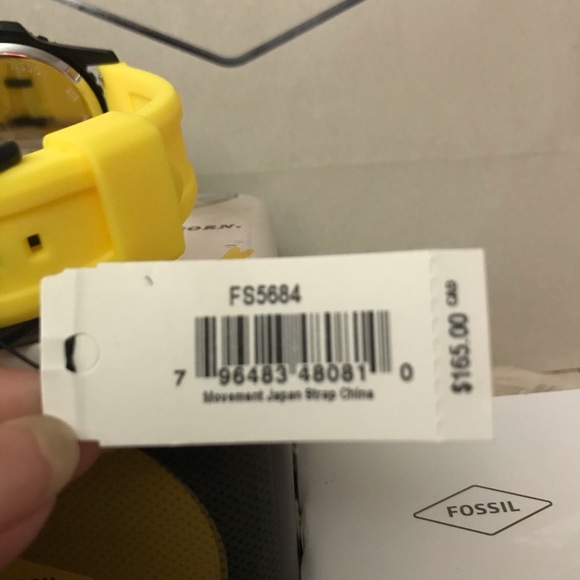 FS5684
7 96483 48081 0
Movement Japan Strap China
$165.00 CAD
FOSSIL